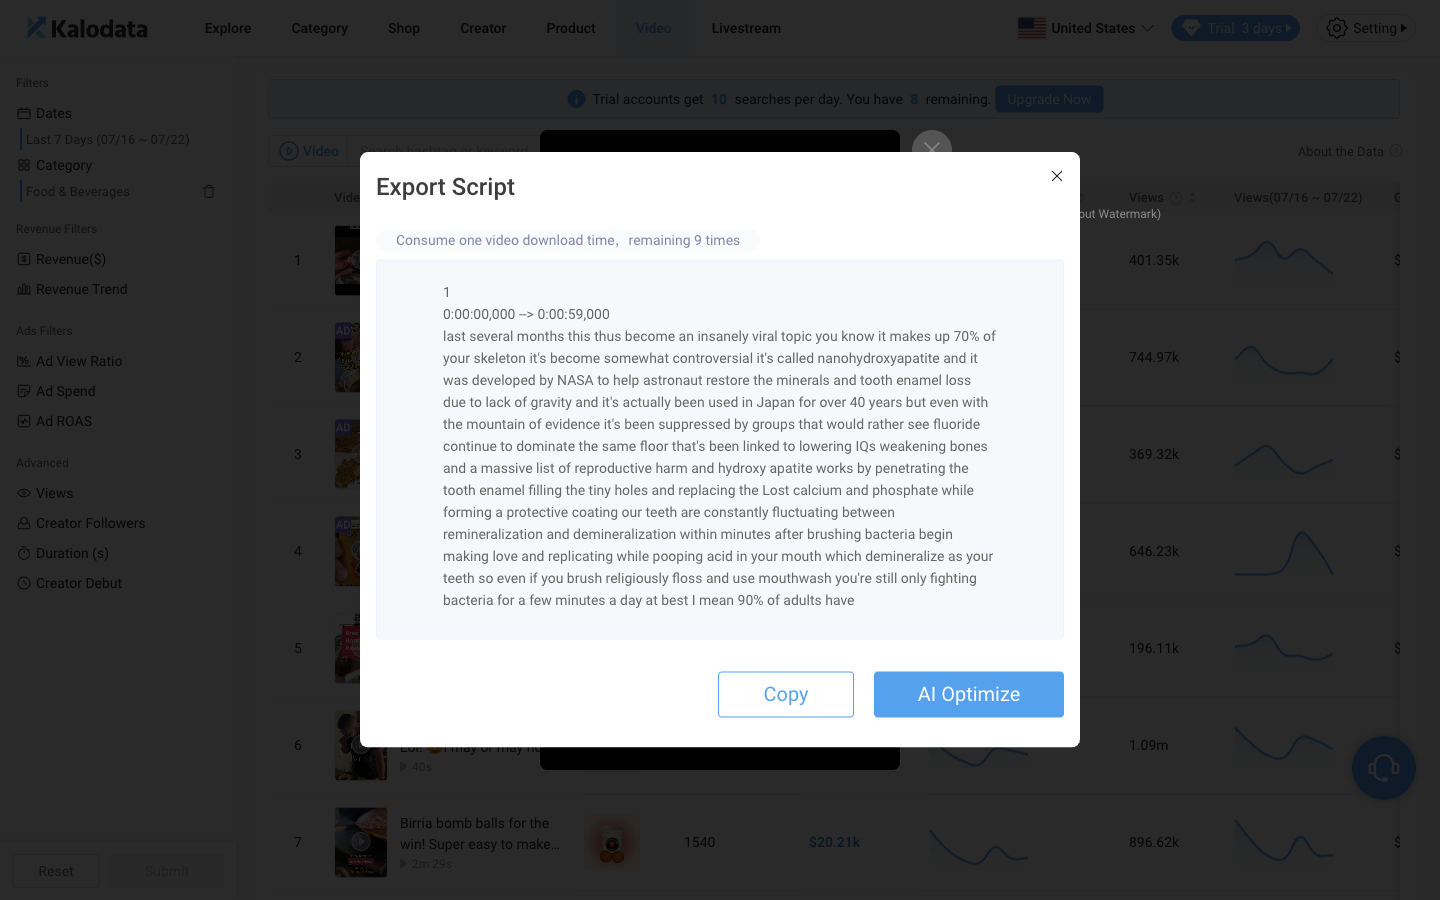 Kalodata
Explore
Category
Shop
Creator
Product
Video
Livestream
United States
Trial 3 days
Setting
Filters
Dates
Last 7 Days (07/16 ~ 07/22)
Category
Food & Beverages
Revenue Filters
Revenue($)
Revenue Trend
Ads Filters
Ad View Ratio
Ad Spend
Ad ROAS
Advanced
Views
Creator Followers
Duration (s)
Creator Debut
Reset
Submit
Trial accounts get 10 searches per day. You have 8 remaining. Upgrade Now
Video
Search hashtag or keyword
About the Data
Views
Views(07/16 ~ 07/22)
out Watermark)
Export Script
Consume one video download time, remaining 9 times
1
0:00:00,000 --> 0:00:59,000
last several months this thus become an insanely viral topic you know it makes up 70% of
your skeleton it's become somewhat controversial it's called nanohydroxyapatite and it
was developed by NASA to help astronaut restore the minerals and tooth enamel loss
due to lack of gravity and it's actually been used in Japan for over 40 years but even with
the mountain of evidence it's been suppressed by groups that would rather see fluoride
continue to dominate the same floor that's been linked to lowering IQs weakening bones
and a massive list of reproductive harm and hydroxy apatite works by penetrating the
tooth enamel filling the tiny holes and replacing the Lost calcium and phosphate while
forming a protective coating our teeth are constantly fluctuating between
remineralization and demineralization within minutes after brushing bacteria begin
making love and replicating while pooping acid in your mouth which demineralize as your
teeth so even if you brush religiously floss and use mouthwash you're still only fighting
bacteria for a few minutes a day at best I mean 90% of adults have
Copy
AI Optimize
1
401.35k
2
AD
744.97k
3
AD
369.32k
4
AD
646.23k
5
196.11k
6
40s
1.09m
7
Birria bomb balls for the
win! Super easy to make...
2m 29s
1540
$20.21k
896.62k